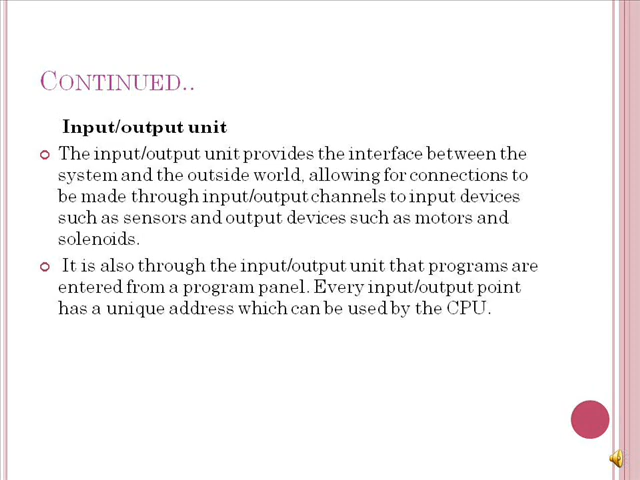 CONTINUED..
Input/output unit
The input/output unit provides the interface between the
system and the outside world, allowing for connections to
be made through input/output channels to input devices
such as sensors and output devices such as motors and
solenoids.
It is also through the input/output unit that programs are
entered from a program panel. Every input/output point
has a unique address which can be used by the CPU.